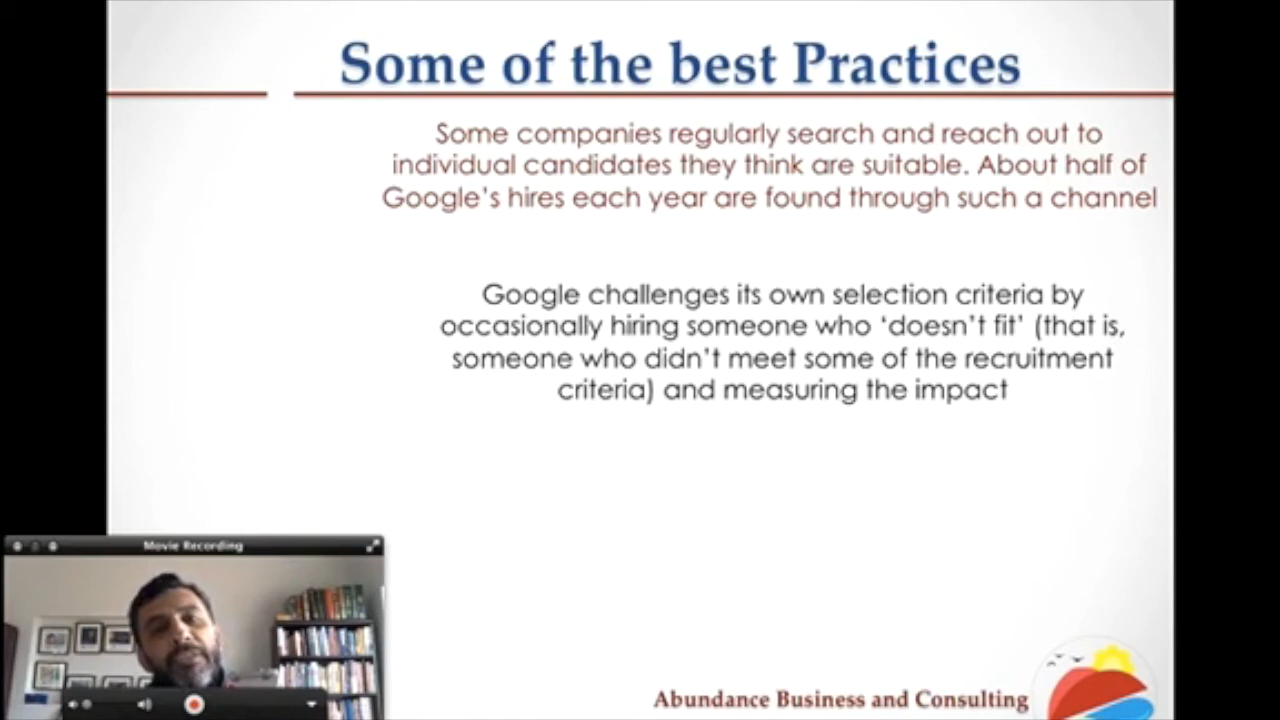 Some of the best Practices
Some companies regularly search and reach out to
individual candidates they think are suitable. About half of
Google's hires each year are found through such a channel
Google challenges its own selection criteria by
occasionally hiring someone who ‘doesn't fit’ (that is,
someone who didn't meet some of the recruitment
criteria) and measuring the impact
Movie Recording
Abundance Business and Consulting